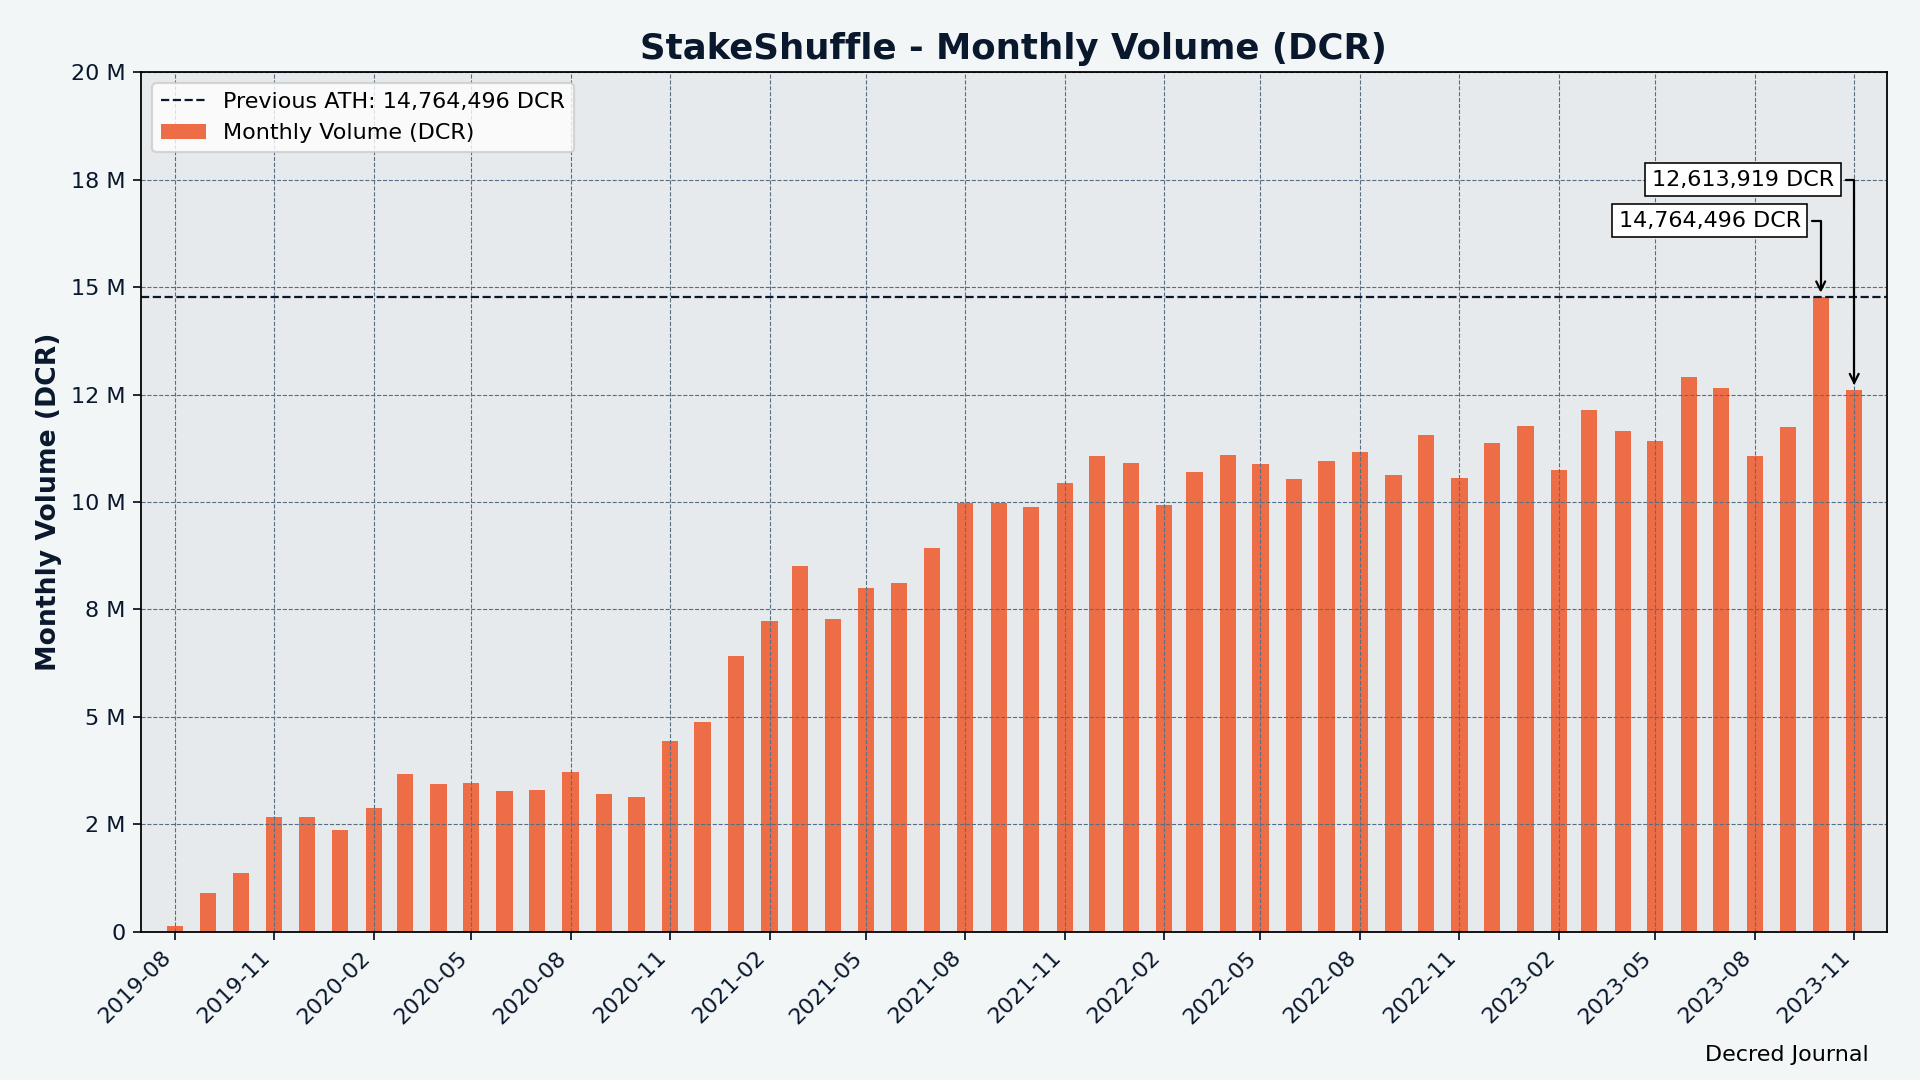 StakeShuffle - Monthly Volume (DCR)
Previous ATH: 14,764,496 DCR
Monthly Volume (DCR)
12,613,919 DCR
14,764,496 DCR
Monthly Volume (DCR)
20 M
18 M
15 M
12 M
10 M
8 M
5 M
2 M
0
2019-08
2019-11
2020-02
2020-05
2020-08
2020-11
2021-02
2021-05
2021-08
2021-11
2022-02
2022-05
2022-08
2022-11
2023-02
2023-05
2023-08
2023-11
Decred Journal